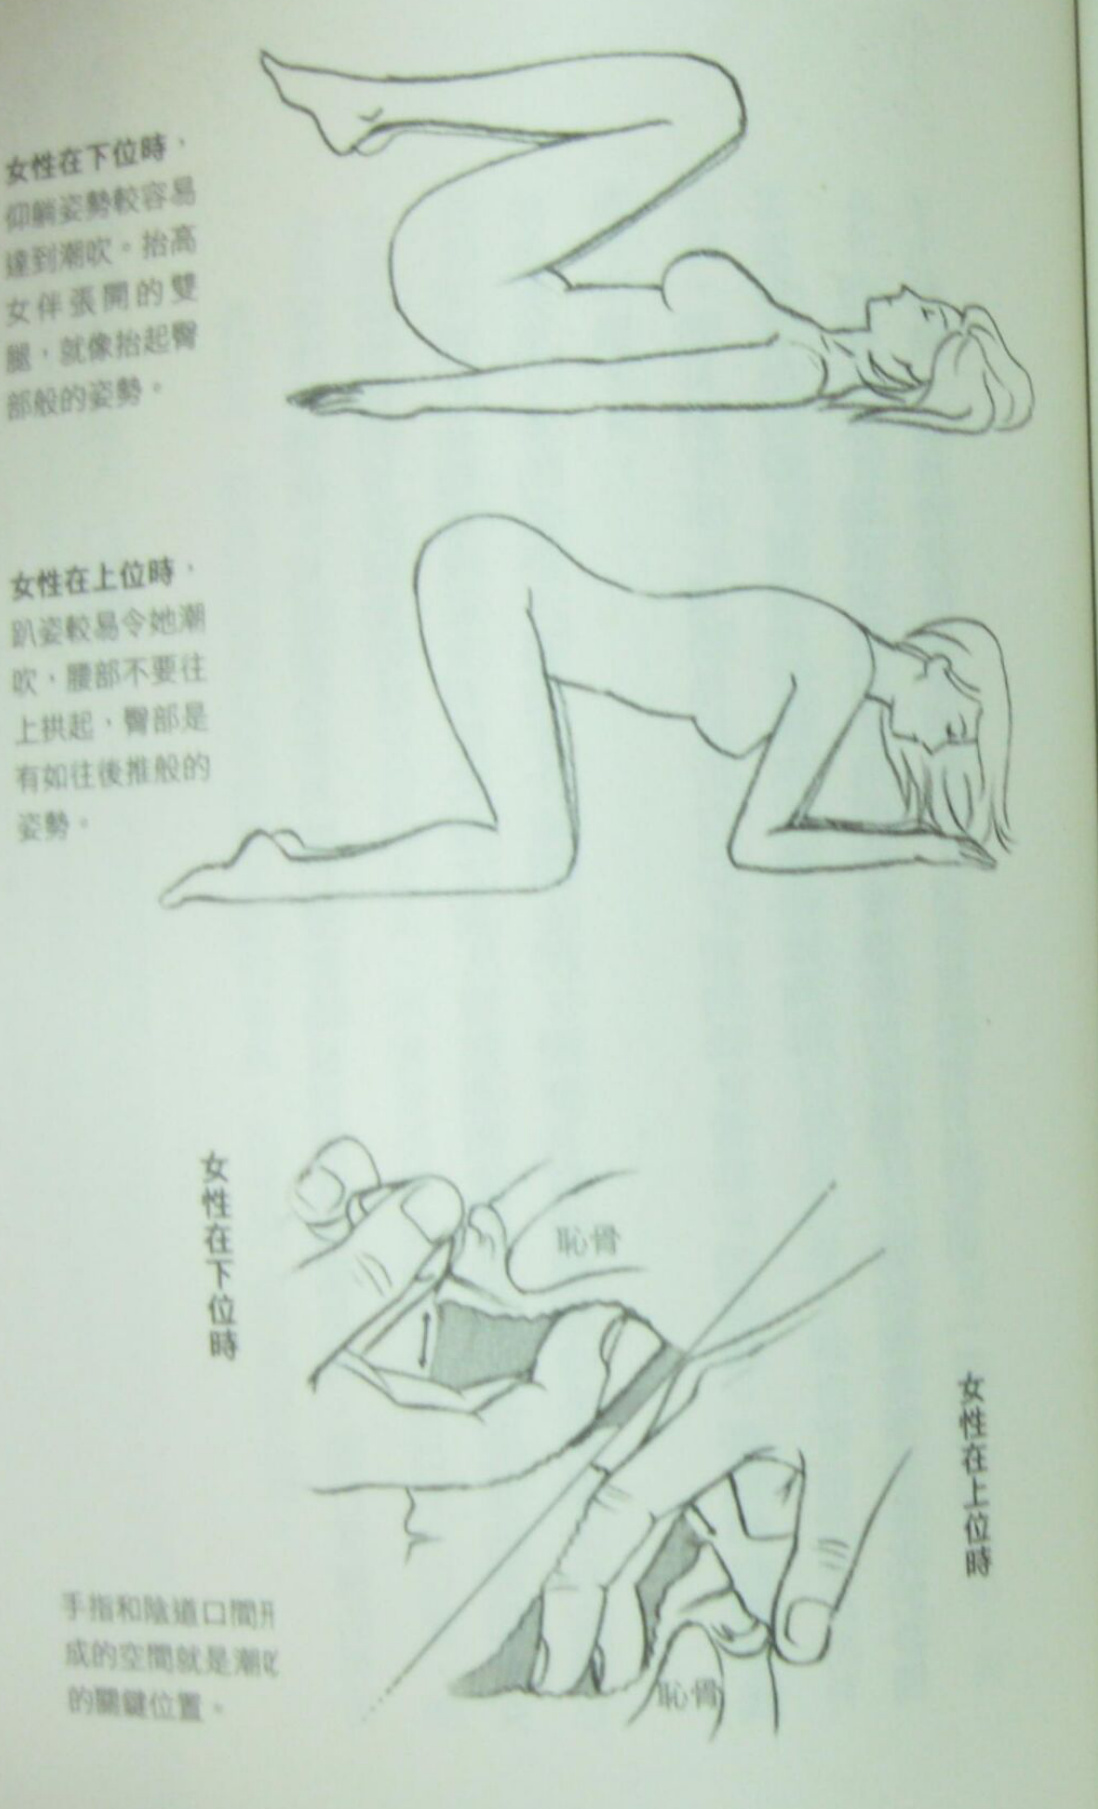 女性在下位時，
仰躺姿勢較容易
達到潮吹。抬高
女伴張開的雙
腿，就像抬起臀
部般的姿勢。
女性在上位時，
趴姿較易令她潮
吹，腰部不要往
上拱起，臀部是
有如往後推般的
姿勢。
女性在下位時
恥骨
女性在上位時
恥骨
手指和陰道口間形
成的空間就是潮吹
的關鍵位置。